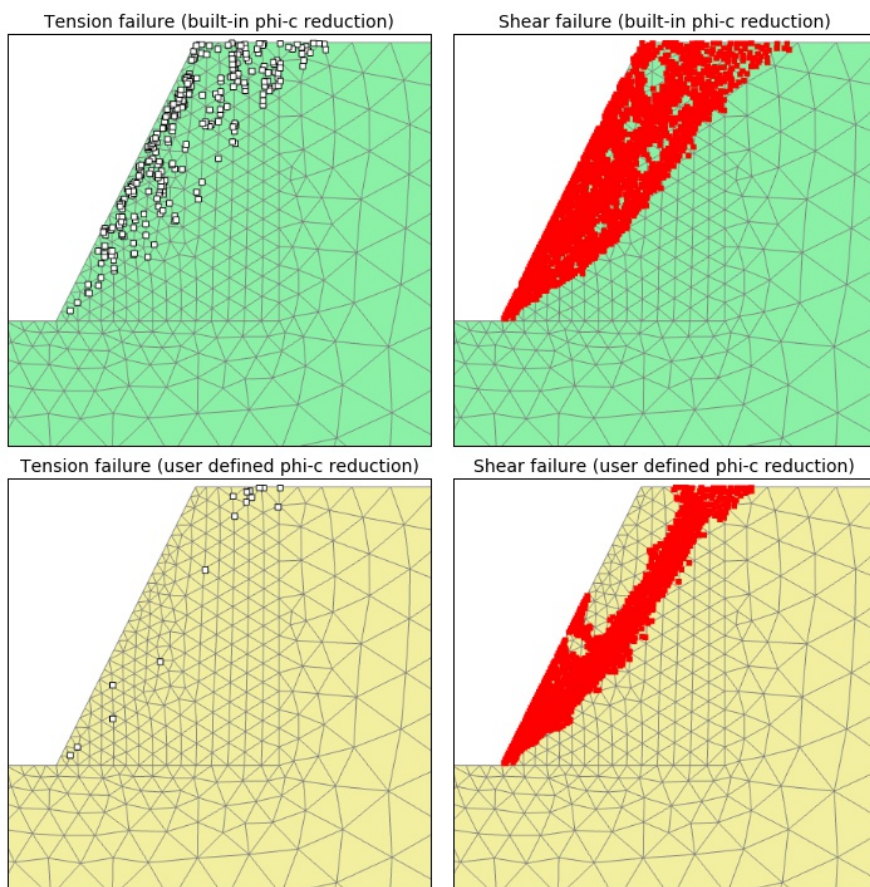 Tension failure (built-in phi-c reduction)
Shear failure (built-in phi-c reduction)
Tension failure (user defined phi-c reduction)
Shear failure (user defined phi-c reduction)